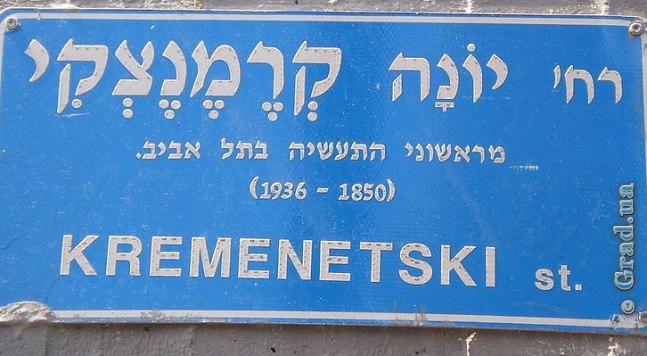 רח׳ יוֹנָה קְרֶמֶנֶצְקִי
מראשוני התעשיה בתל אביב.
(1936 - 1850)
KREMENETSKI st.
© Grad.ua